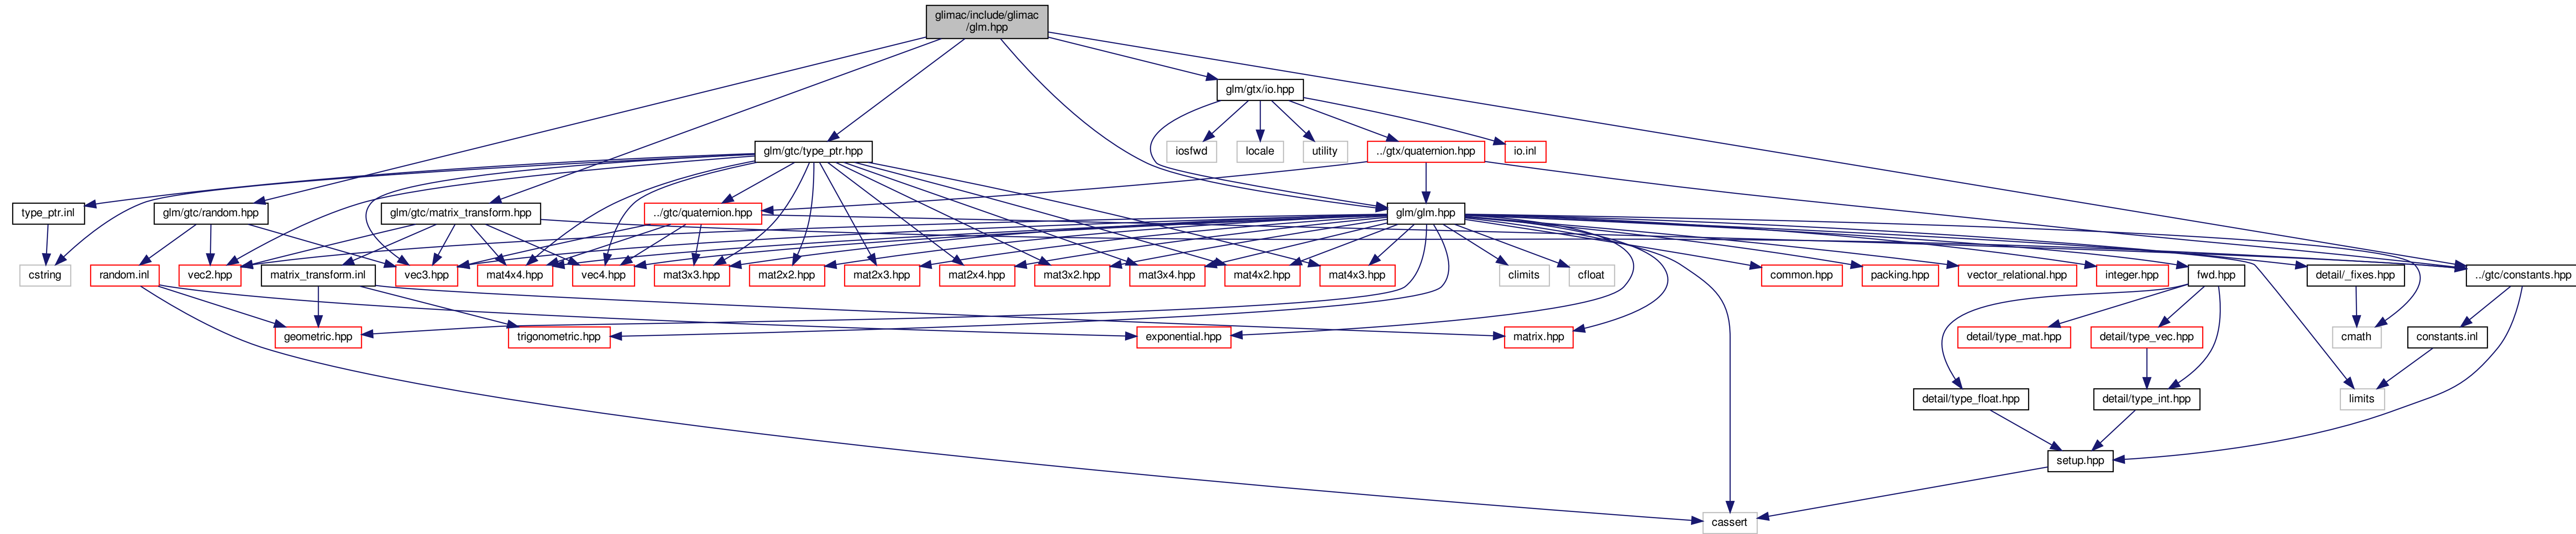 glimac/include/glimac
/glm.hpp
glm/gtx/io.hpp
glm/gtc/type_ptr.hpp
iosfwd
locale
utility
../gtx/quaternion.hpp
io.inl
type_ptr.inl
glm/gtc/random.hpp
glm/gtc/matrix_transform.hpp
../gtc/quaternion.hpp
glm/glm.hpp
cstring
random.inl
vec2.hpp
matrix_transform.inl
vec3.hpp
mat4x4.hpp
vec4.hpp
mat3x3.hpp
mat2x2.hpp
mat2x3.hpp
mat2x4.hpp
mat3x2.hpp
mat3x4.hpp
mat4x2.hpp
mat4x3.hpp
climits
cfloat
common.hpp
packing.hpp
vector_relational.hpp
integer.hpp
fwd.hpp
detail/_fixes.hpp
../gtc/constants.hpp
geometric.hpp
trigonometric.hpp
exponential.hpp
matrix.hpp
detail/type_mat.hpp
detail/type_vec.hpp
cmath
constants.inl
detail/type_float.hpp
detail/type_int.hpp
limits
setup.hpp
cassert